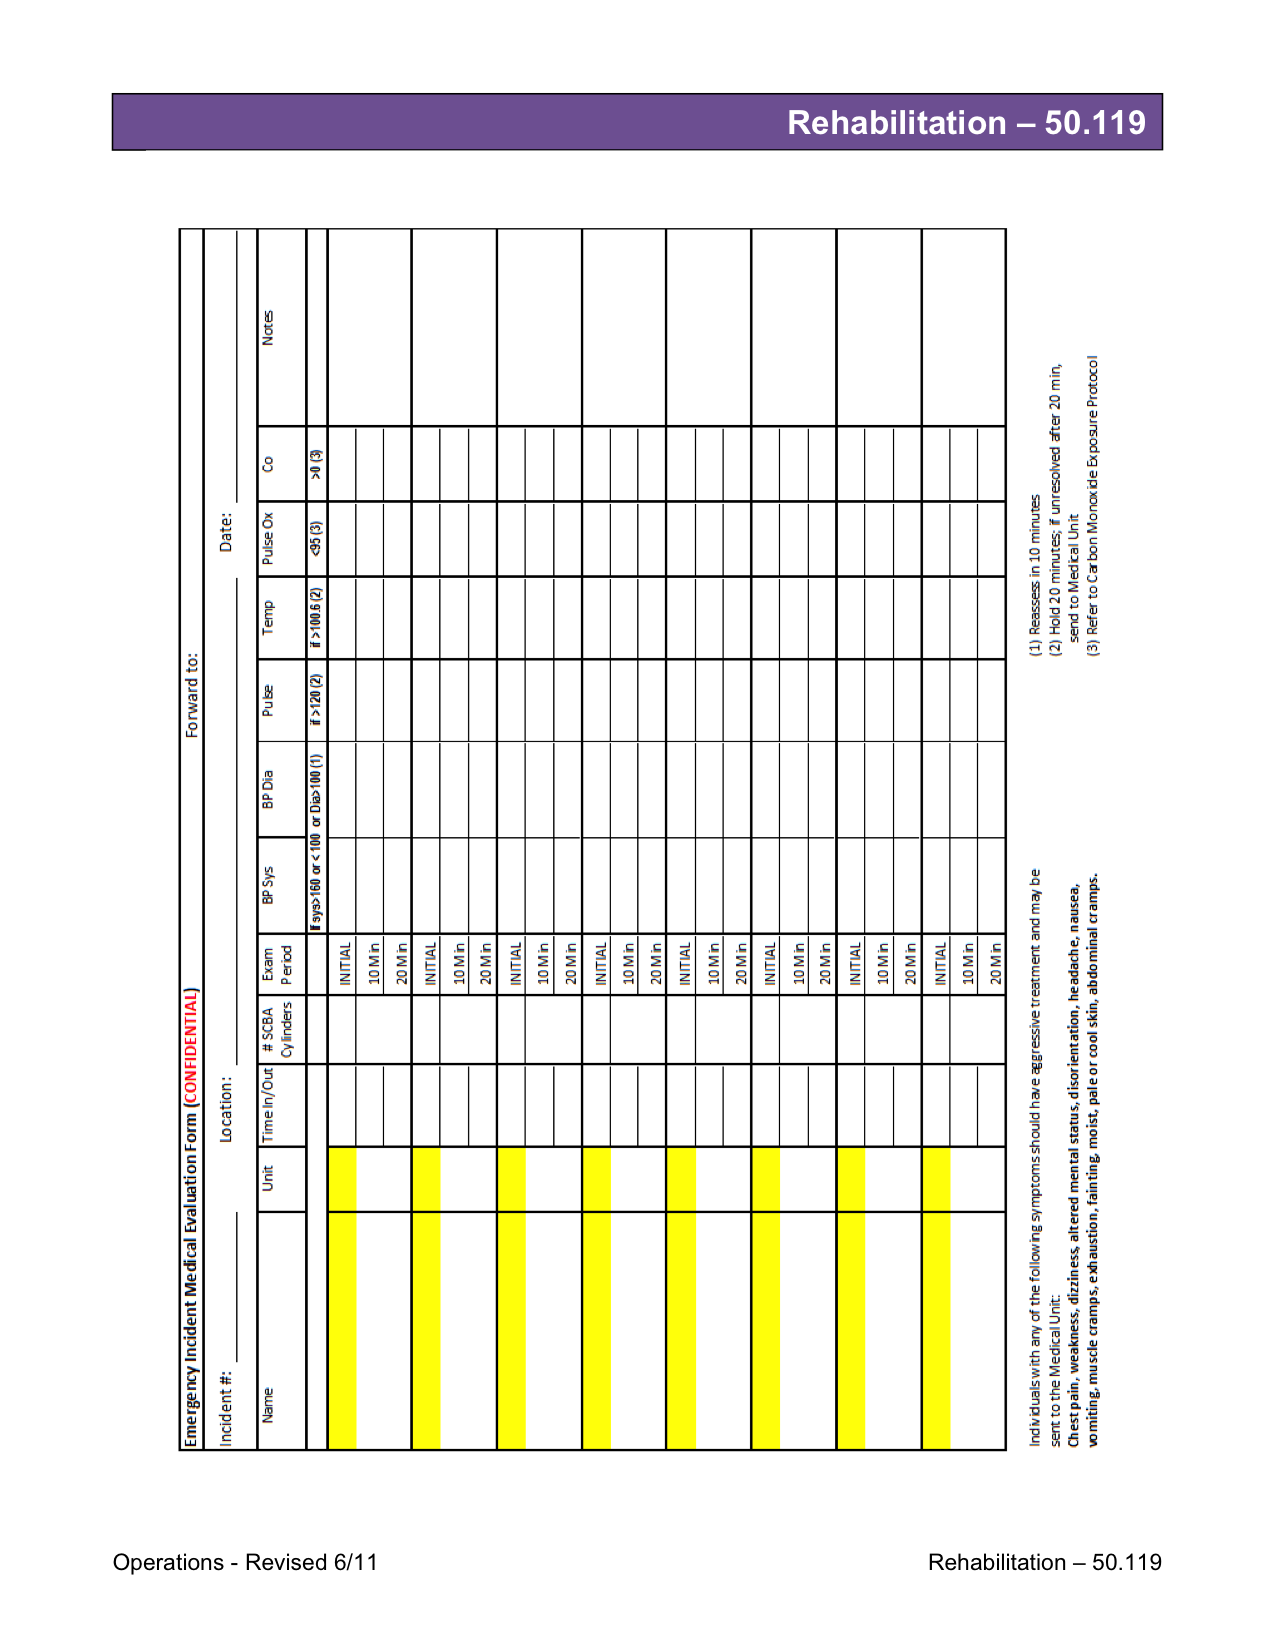 Rehabilitation – 50.119
Emergency Incident Medical Evaluation Form (CONFIDENTIAL) Forward to:
Incident #: Location: Date:
Name Unit Time In/Out # SCBA Cylinders Exam Period BP Sys BP Dia Pulse Temp Pulse Ox Co Notes
If sys>160 or <100 or Dia>100 (1) if >120 (2) if >100.6 (2) <95 (3) >0 (3)
INITIAL
10 Min
20 Min
INITIAL
10 Min
20 Min
INITIAL
10 Min
20 Min
INITIAL
10 Min
20 Min
INITIAL
10 Min
20 Min
INITIAL
10 Min
20 Min
INITIAL
10 Min
20 Min
INITIAL
10 Min
20 Min
Individuals with any of the following symptoms should have aggressive treatment and may be
sent to the Medical Unit:
Chest pain, weakness, dizziness, altered mental status, disorientation, headache, nausea,
vomiting, muscle cramps, exhaustion, fainting, moist, pale or cool skin, abdominal cramps.
(1) Reassess in 10 minutes
(2) Hold 20 minutes; if unresolved after 20 min,
send to Medical Unit
(3) Refer to Carbon Monoxide Exposure Protocol
Operations - Revised 6/11 Rehabilitation – 50.119